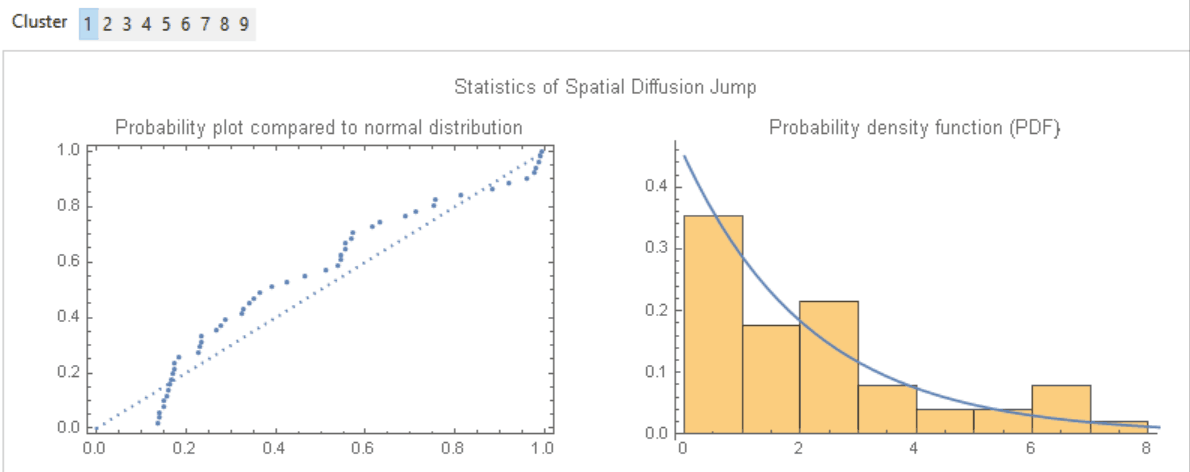 Cluster 1 2 3 4 5 6 7 8 9
Statistics of Spatial Diffusion Jump
Probability plot compared to normal distribution
1.0
0.8
0.6
0.4
0.2
0.0
0.0 0.2 0.4 0.6 0.8 1.0
Probability density function (PDF}
0.4
0.3
0.2
0.1
0.0
0 2 4 6 8